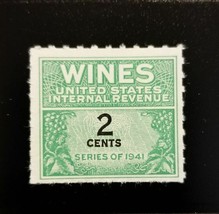 WINES
UNITED STATES
INTERNAL REVENUE
2
CENTS
SERIES OF 1941